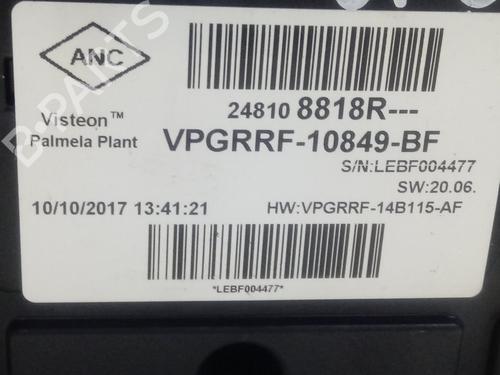 ANC
Visteon™
Palmela Plant
24810 8818R---
VPGRRF-10849-BF
S/N:LEBF004477
SW:20.06.
10/10/2017 13:41:21
HW:VPGRRF-14B115-AF
*LEBF004477*
B-PARTS